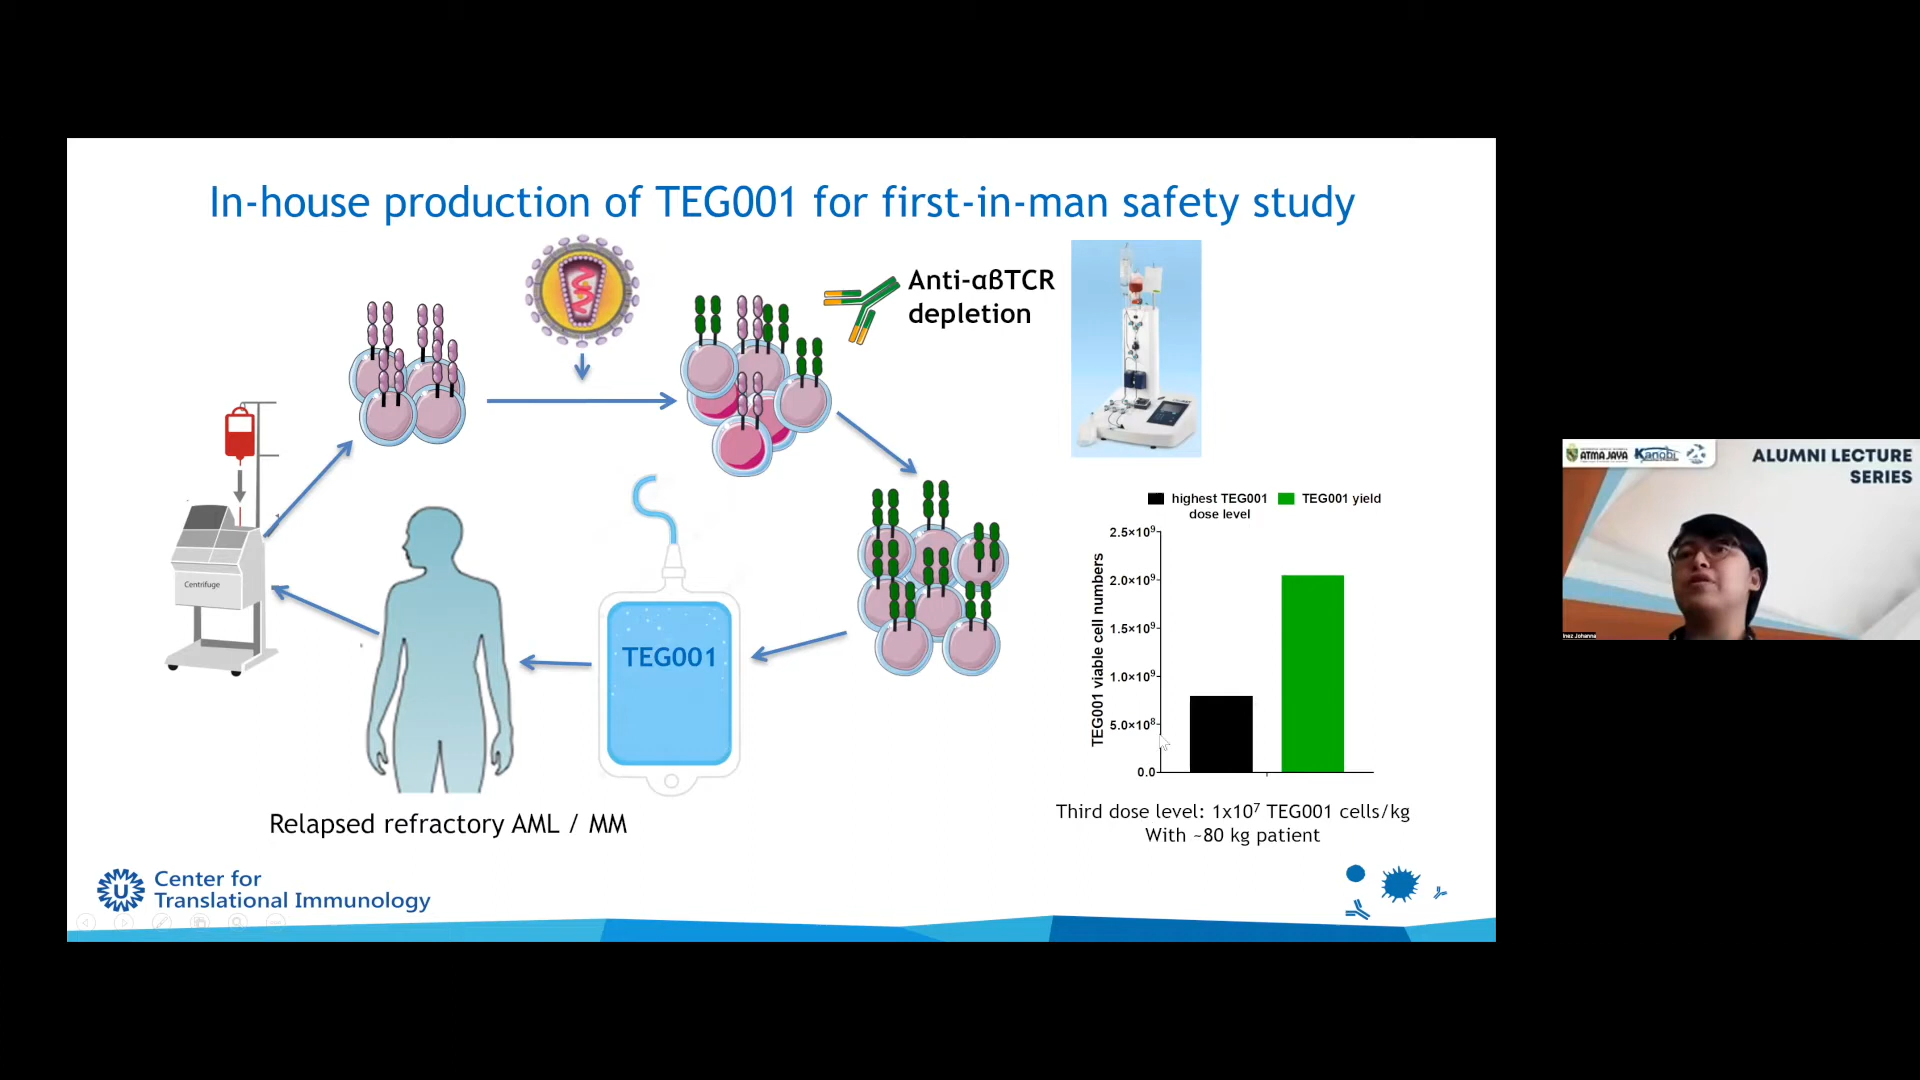 In-house production of TEG001 for first-in-man safety study
Anti-αβTCR
depletion
Centrifuge
TEG001
Relapsed refractory AML / MM
highest TEG001
dose level
TEG001 yield
TEG001 viable cell numbers
2.5×10⁹
2.0×10⁹
1.5×10⁹
1.0×10⁹
5.0×10⁸
0.0
Third dose level: 1x10⁷ TEG001 cells/kg
With ~80 kg patient
U
Center for
Translational Immunology
ATMA JAYA
Kanobi
ALUMNI LECTURE
SERIES
Inez Johanna